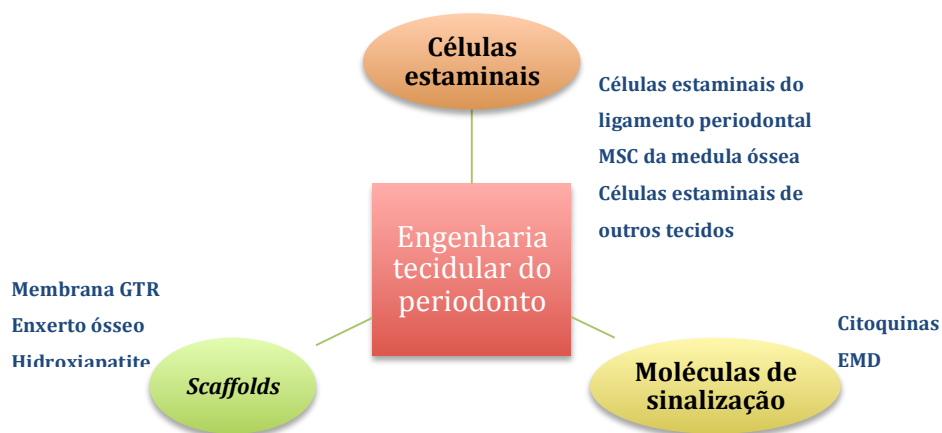 Células
estaminais
Células estaminais do
ligamento periodontal
MSC da medula óssea
Células estaminais de
outros tecidos
Engenharia
tecidular do
periodonto
Membrana GTR
Enxerto ósseo
Hidroxiapatite
Scaffolds
Citoquinas
EMD
Moléculas de
sinalização